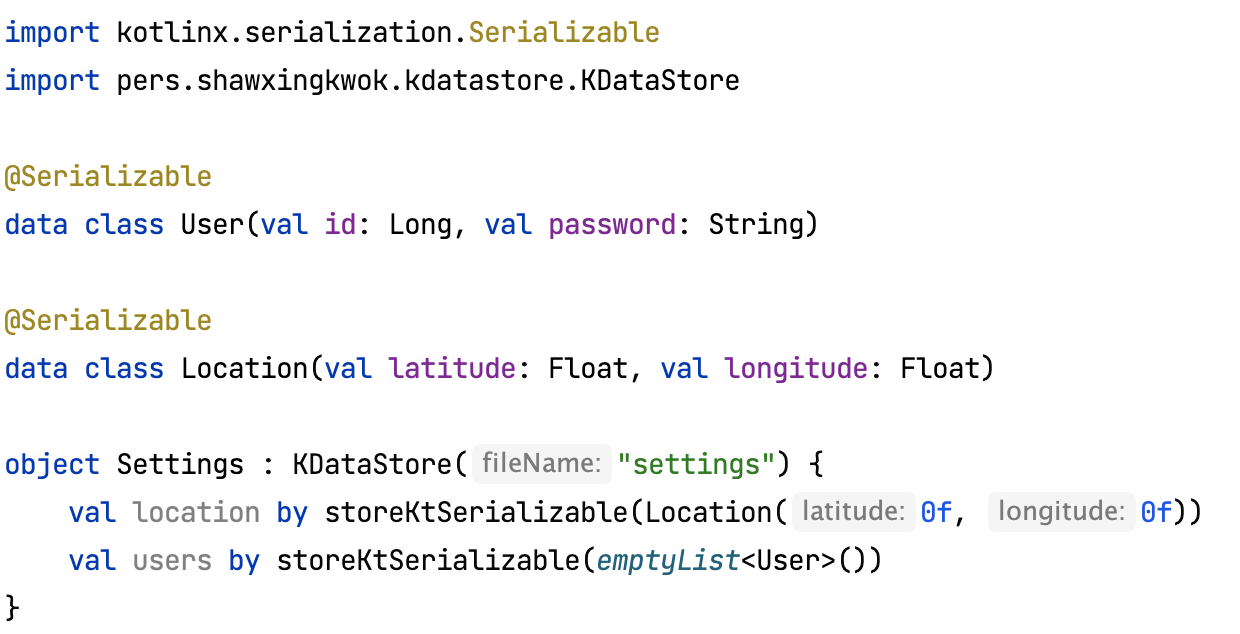 import kotlinx.serialization.Serializable
import pers.shawxingkwok.kdatastore.KDataStore
@Serializable
data class User(val id: Long, val password: String)
@Serializable
data class Location(val latitude: Float, val longitude: Float)
object Settings : KDataStore( fileName: "settings") {
    val location by storeKtSerializable(Location( latitude: 0f, longitude: 0f))
    val users by storeKtSerializable(emptyList<User>())
}